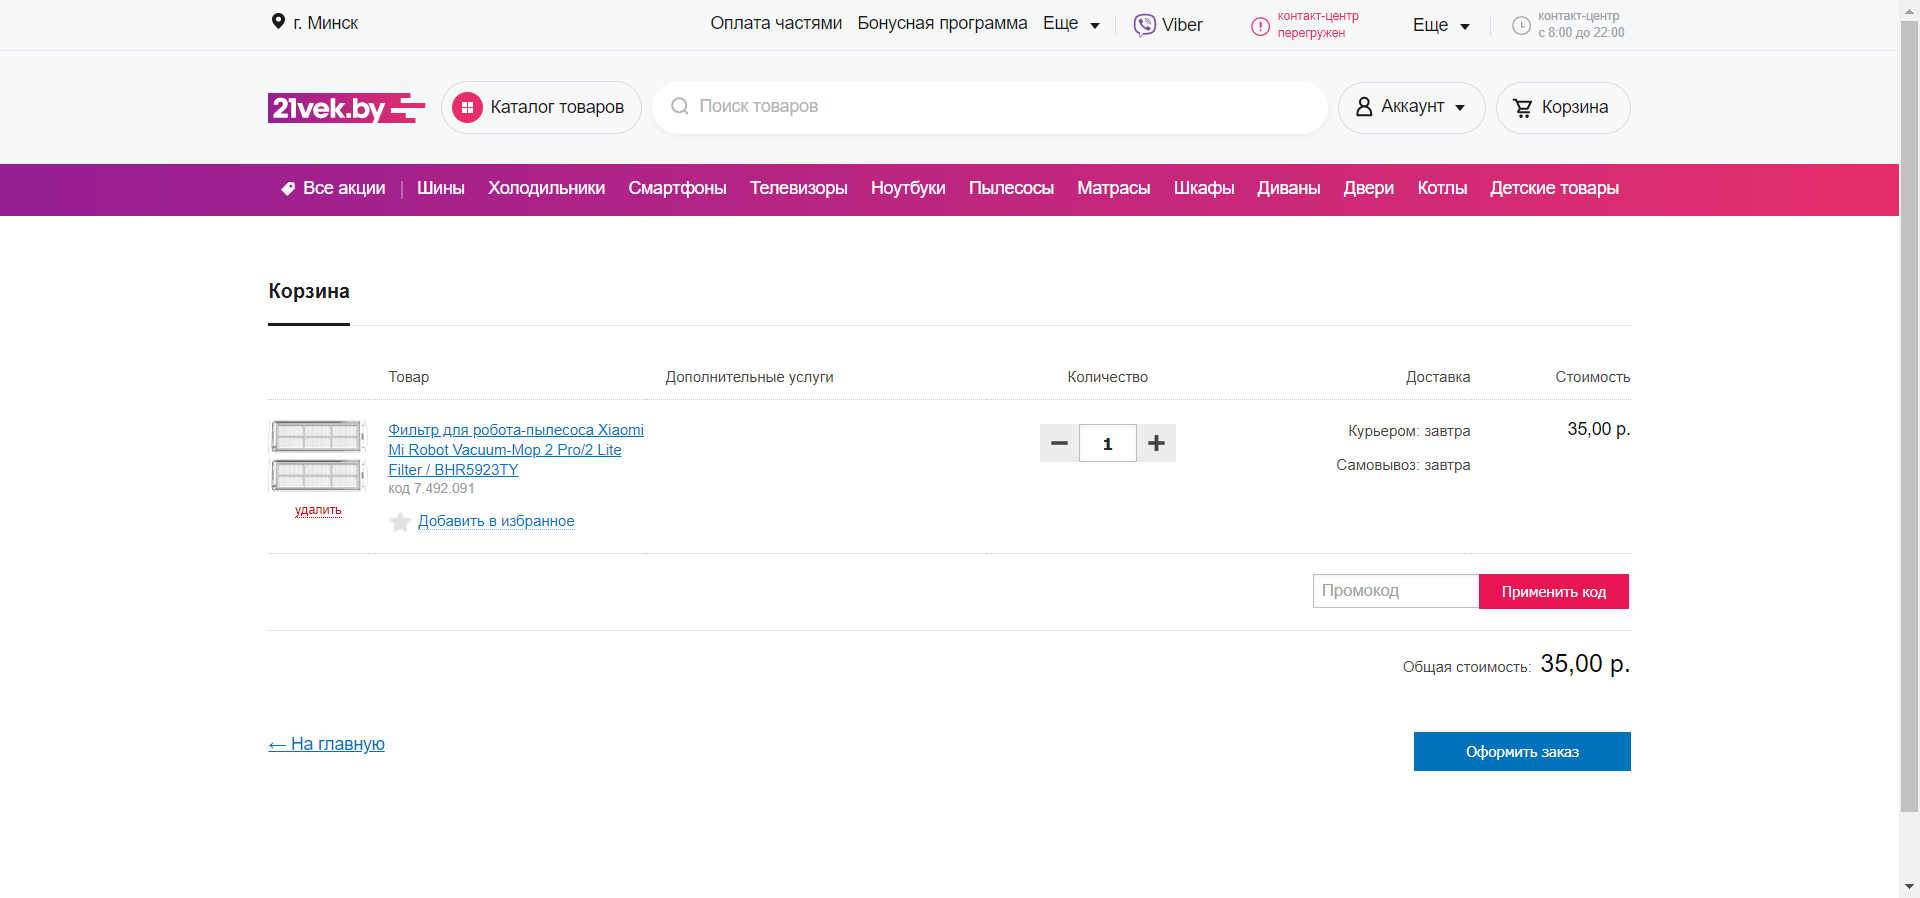 г. Минск
Оплата частями Бонусная программа Еще
Viber
контакт-центр
перегружен
Еще
контакт-центр
с 8:00 до 22:00
21vek.by
Каталог товаров
Поиск товаров
Аккаунт
Корзина
Все акции | Шины Холодильники Смартфоны Телевизоры Ноутбуки Пылесосы Матрасы Шкафы Диваны Двери Котлы Детские товары
Корзина
Товар Дополнительные услуги Количество Доставка Стоимость
Фильтр для робота-пылесоса Xiaomi
Mi Robot Vacuum-Mop 2 Pro/2 Lite
Filter / BHR5923TY
код 7.492.091
удалить
Добавить в избранное
− 1 +
Курьером: завтра
Самовывоз: завтра
35,00 р.
Промокод
Применить код
Общая стоимость: 35,00 р.
← На главную
Оформить заказ